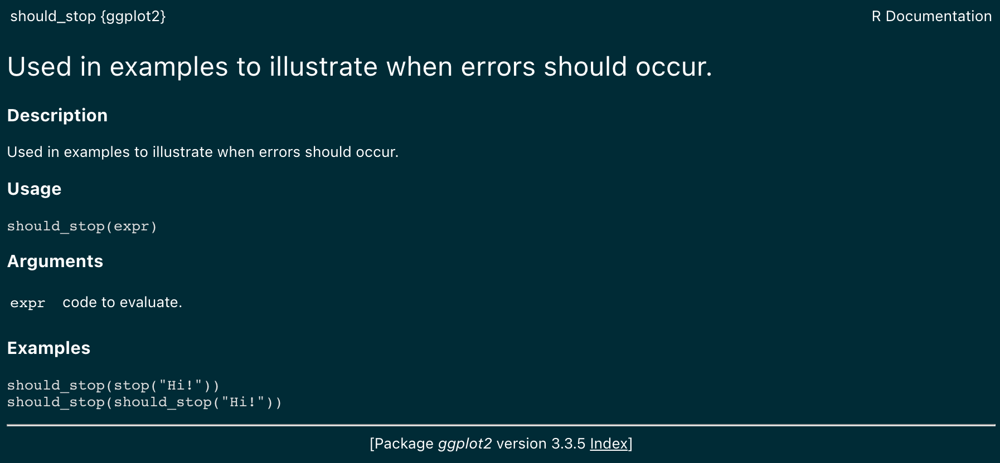 should_stop {ggplot2} R Documentation
Used in examples to illustrate when errors should occur.
Description
Used in examples to illustrate when errors should occur.
Usage
should_stop(expr)
Arguments
expr code to evaluate.
Examples
should_stop(stop("Hi!"))
should_stop(should_stop("Hi!"))
[Package ggplot2 version 3.3.5 Index]